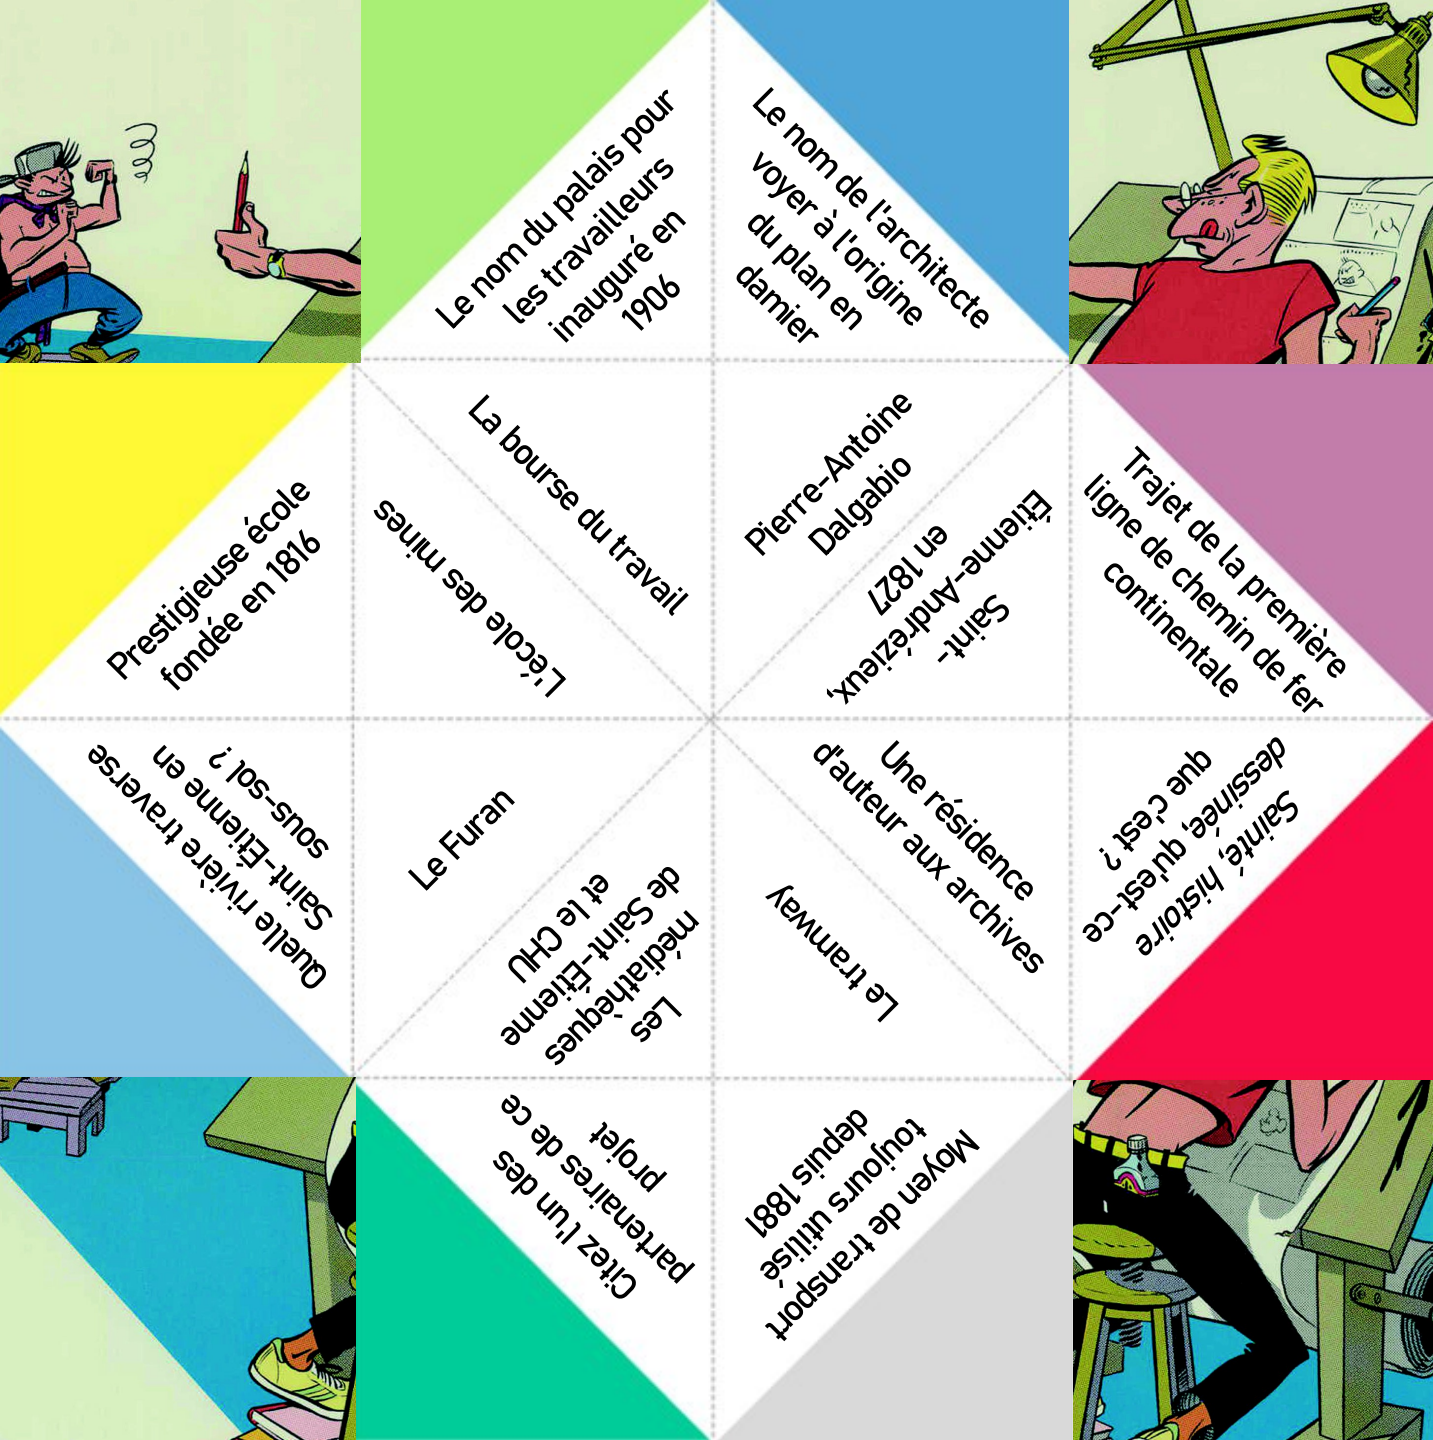 Le nom du palais pour
les travailleurs
inauguré en
1906
Le nom de l'architecte
voyer à l'origine
du plan en
damier
Prestigieuse école
fondée en 1816
La bourse du travail
L'école des mines
Pierre-Antoine
Dalgabio
Saint-
Étienne-Andrézieux,
en 1827
Trajet de la première
ligne de chemin de fer
continentale
Quelle rivière traverse
Saint-Étienne en
sous-sol ?
Le Furan
Les
médiathèques
de Saint-Étienne
et le CHU
Une résidence
d'auteur aux archives
Le tramway
Sainté, histoire
dessinée, qu'est-ce
que c'est ?
Citez l'un des
partenaires de ce
projet
Moyen de transport
toujours utilisé
depuis 1881